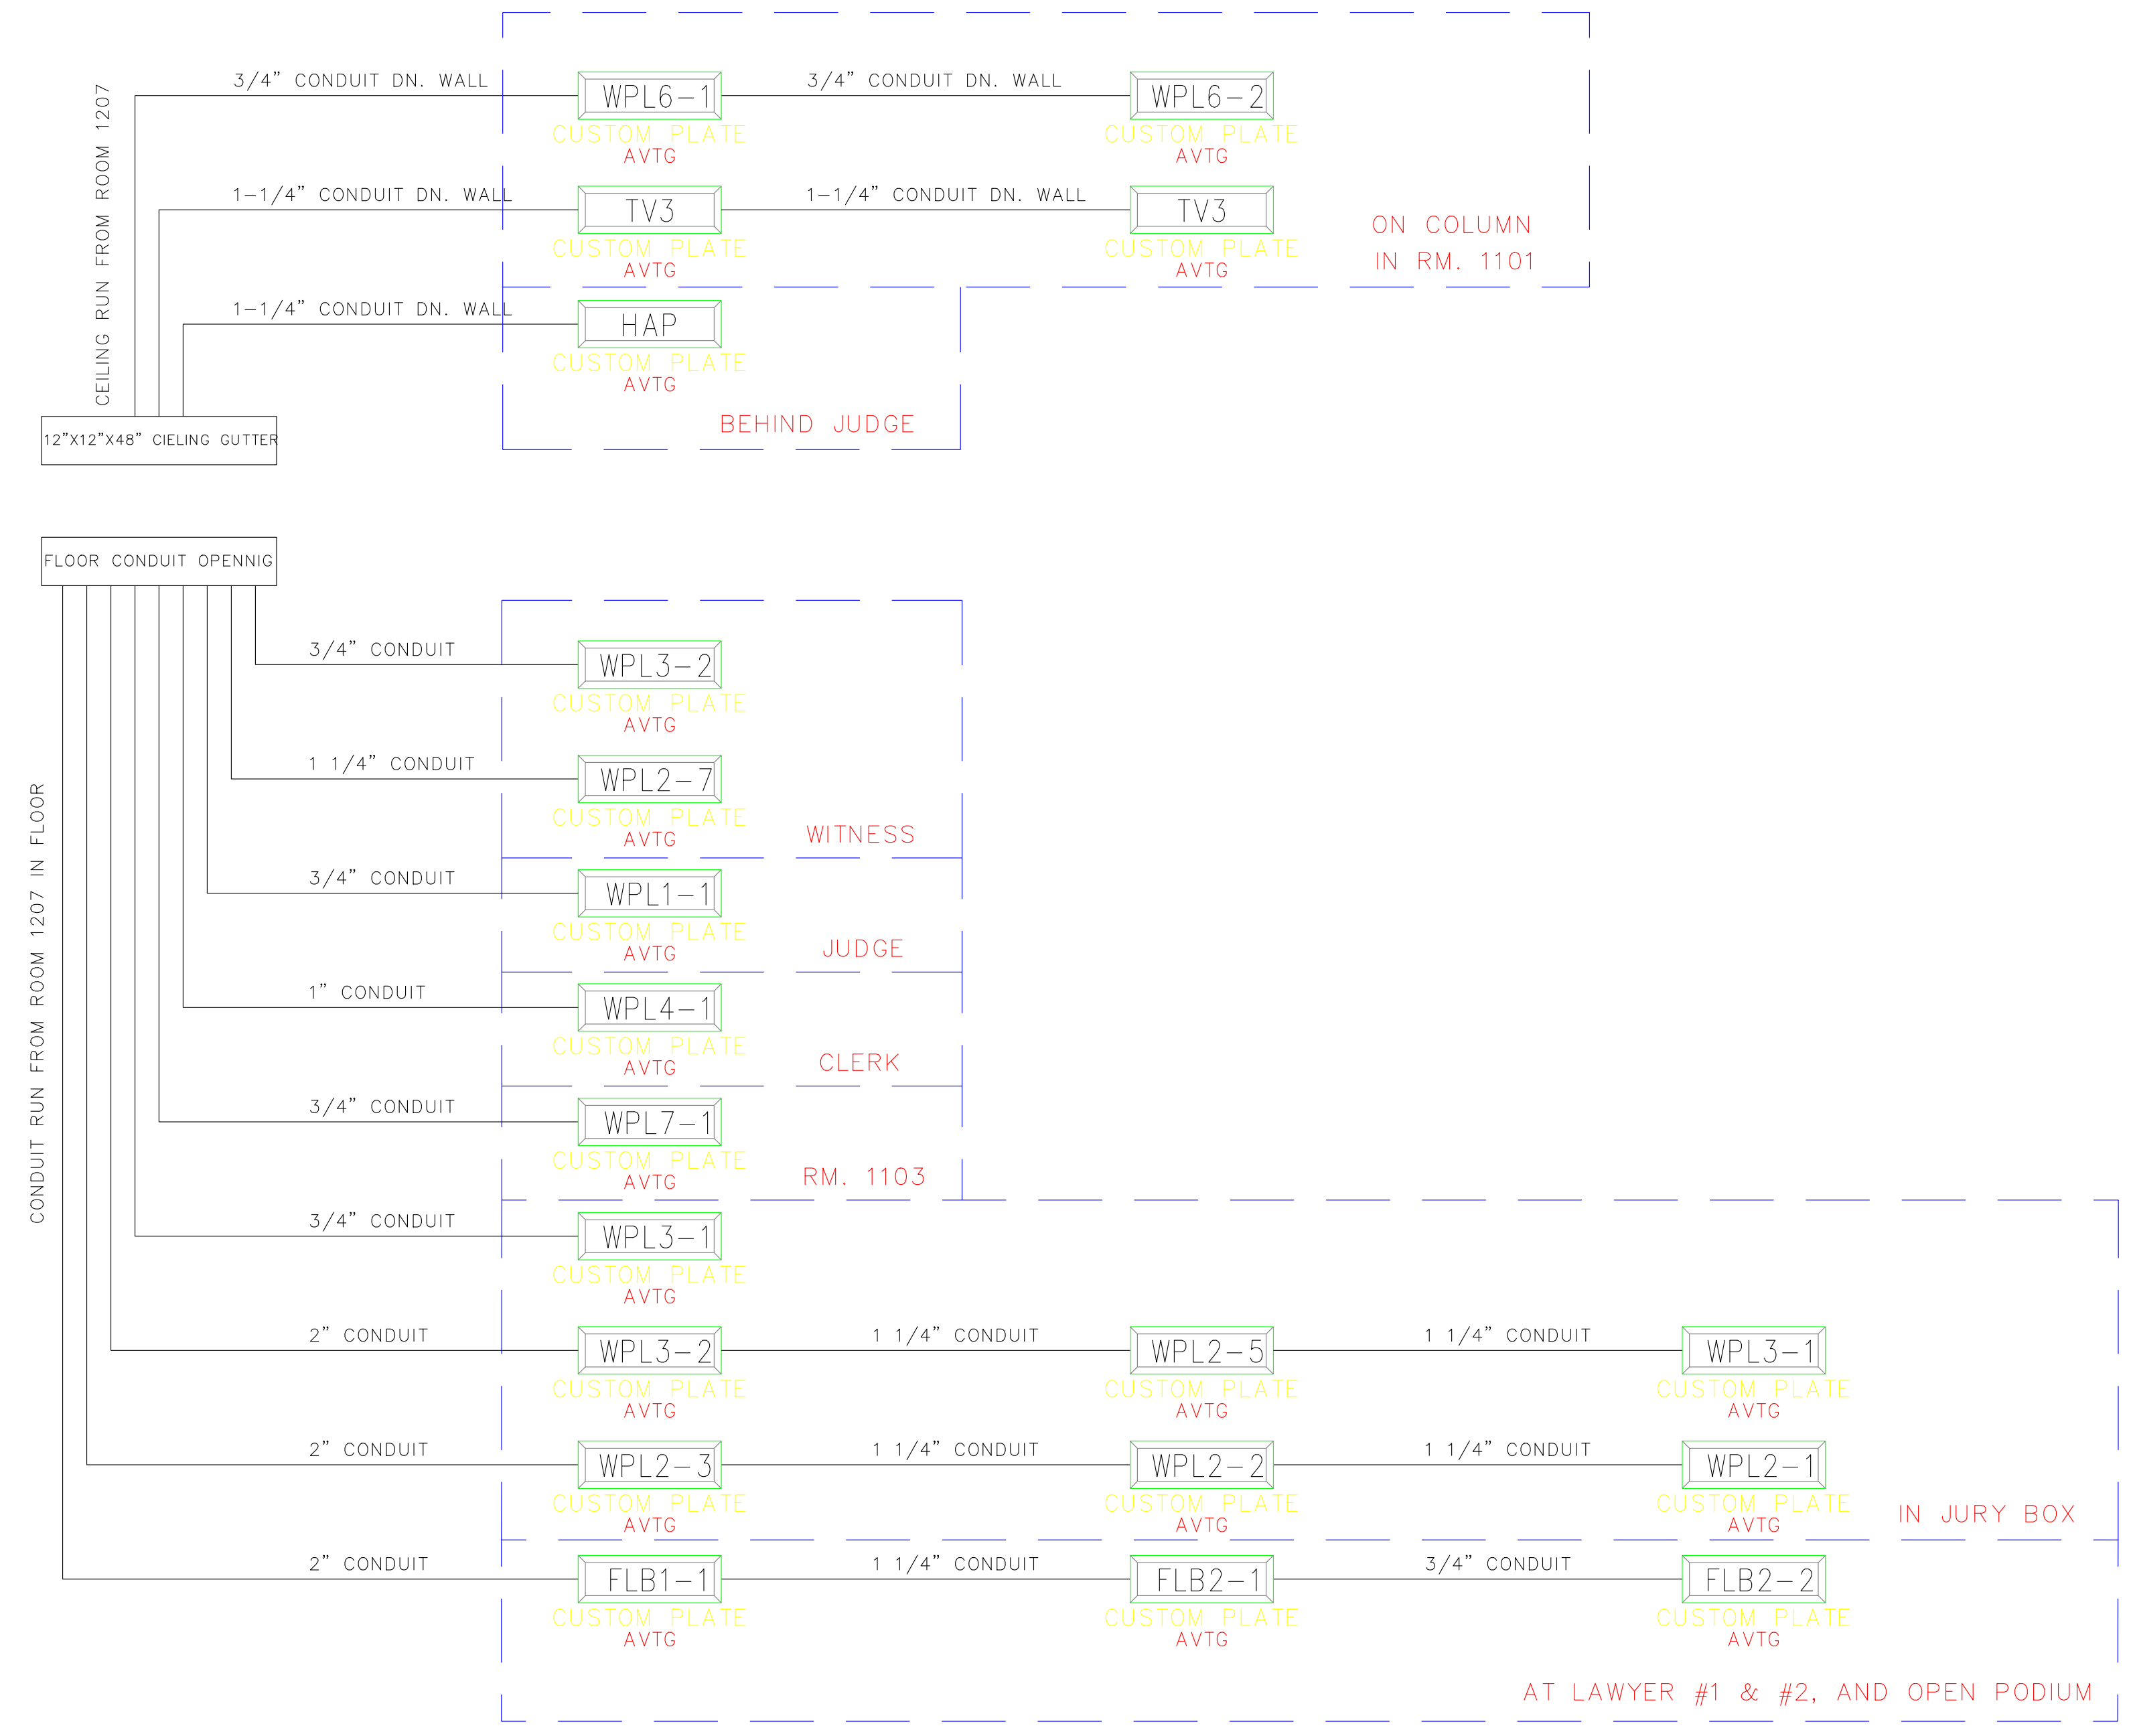 CEILING RUN FROM ROOM 1207
3/4" CONDUIT DN. WALL
WPL6-1
CUSTOM PLATE
AVTG
3/4" CONDUIT DN. WALL
WPL6-2
CUSTOM PLATE
AVTG
1-1/4" CONDUIT DN. WALL
TV3
CUSTOM PLATE
AVTG
1-1/4" CONDUIT DN. WALL
TV3
CUSTOM PLATE
AVTG
ON COLUMN
IN RM. 1101
1-1/4" CONDUIT DN. WALL
HAP
CUSTOM PLATE
AVTG
BEHIND JUDGE
12"X12"X48" CIELING GUTTER
FLOOR CONDUIT OPENNIG
CONDUIT RUN FROM ROOM 1207 IN FLOOR
3/4" CONDUIT
WPL3-2
CUSTOM PLATE
AVTG
1 1/4" CONDUIT
WPL2-7
CUSTOM PLATE
AVTG
WITNESS
3/4" CONDUIT
WPL1-1
CUSTOM PLATE
AVTG
JUDGE
1" CONDUIT
WPL4-1
CUSTOM PLATE
AVTG
CLERK
3/4" CONDUIT
WPL7-1
CUSTOM PLATE
AVTG
RM. 1103
3/4" CONDUIT
WPL3-1
CUSTOM PLATE
AVTG
2" CONDUIT
WPL3-2
CUSTOM PLATE
AVTG
1 1/4" CONDUIT
WPL2-5
CUSTOM PLATE
AVTG
1 1/4" CONDUIT
WPL3-1
CUSTOM PLATE
AVTG
2" CONDUIT
WPL2-3
CUSTOM PLATE
AVTG
1 1/4" CONDUIT
WPL2-2
CUSTOM PLATE
AVTG
1 1/4" CONDUIT
WPL2-1
CUSTOM PLATE
AVTG
IN JURY BOX
2" CONDUIT
FLB1-1
CUSTOM PLATE
AVTG
1 1/4" CONDUIT
FLB2-1
CUSTOM PLATE
AVTG
3/4" CONDUIT
FLB2-2
CUSTOM PLATE
AVTG
AT LAWYER #1 & #2, AND OPEN PODIUM